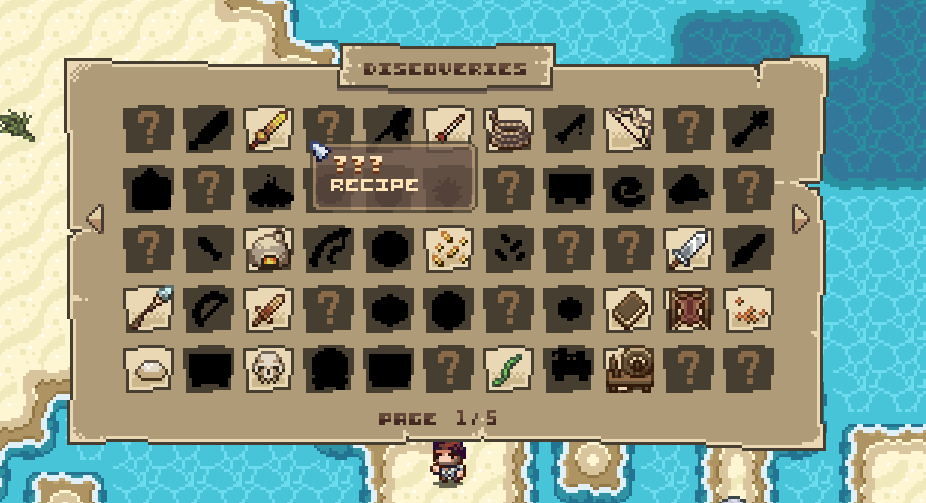 DISCOVERIES
? ? ? ?
???
RECIPE
? ? ?
? ? ?
? ?
? ? ?
PAGE 1/5